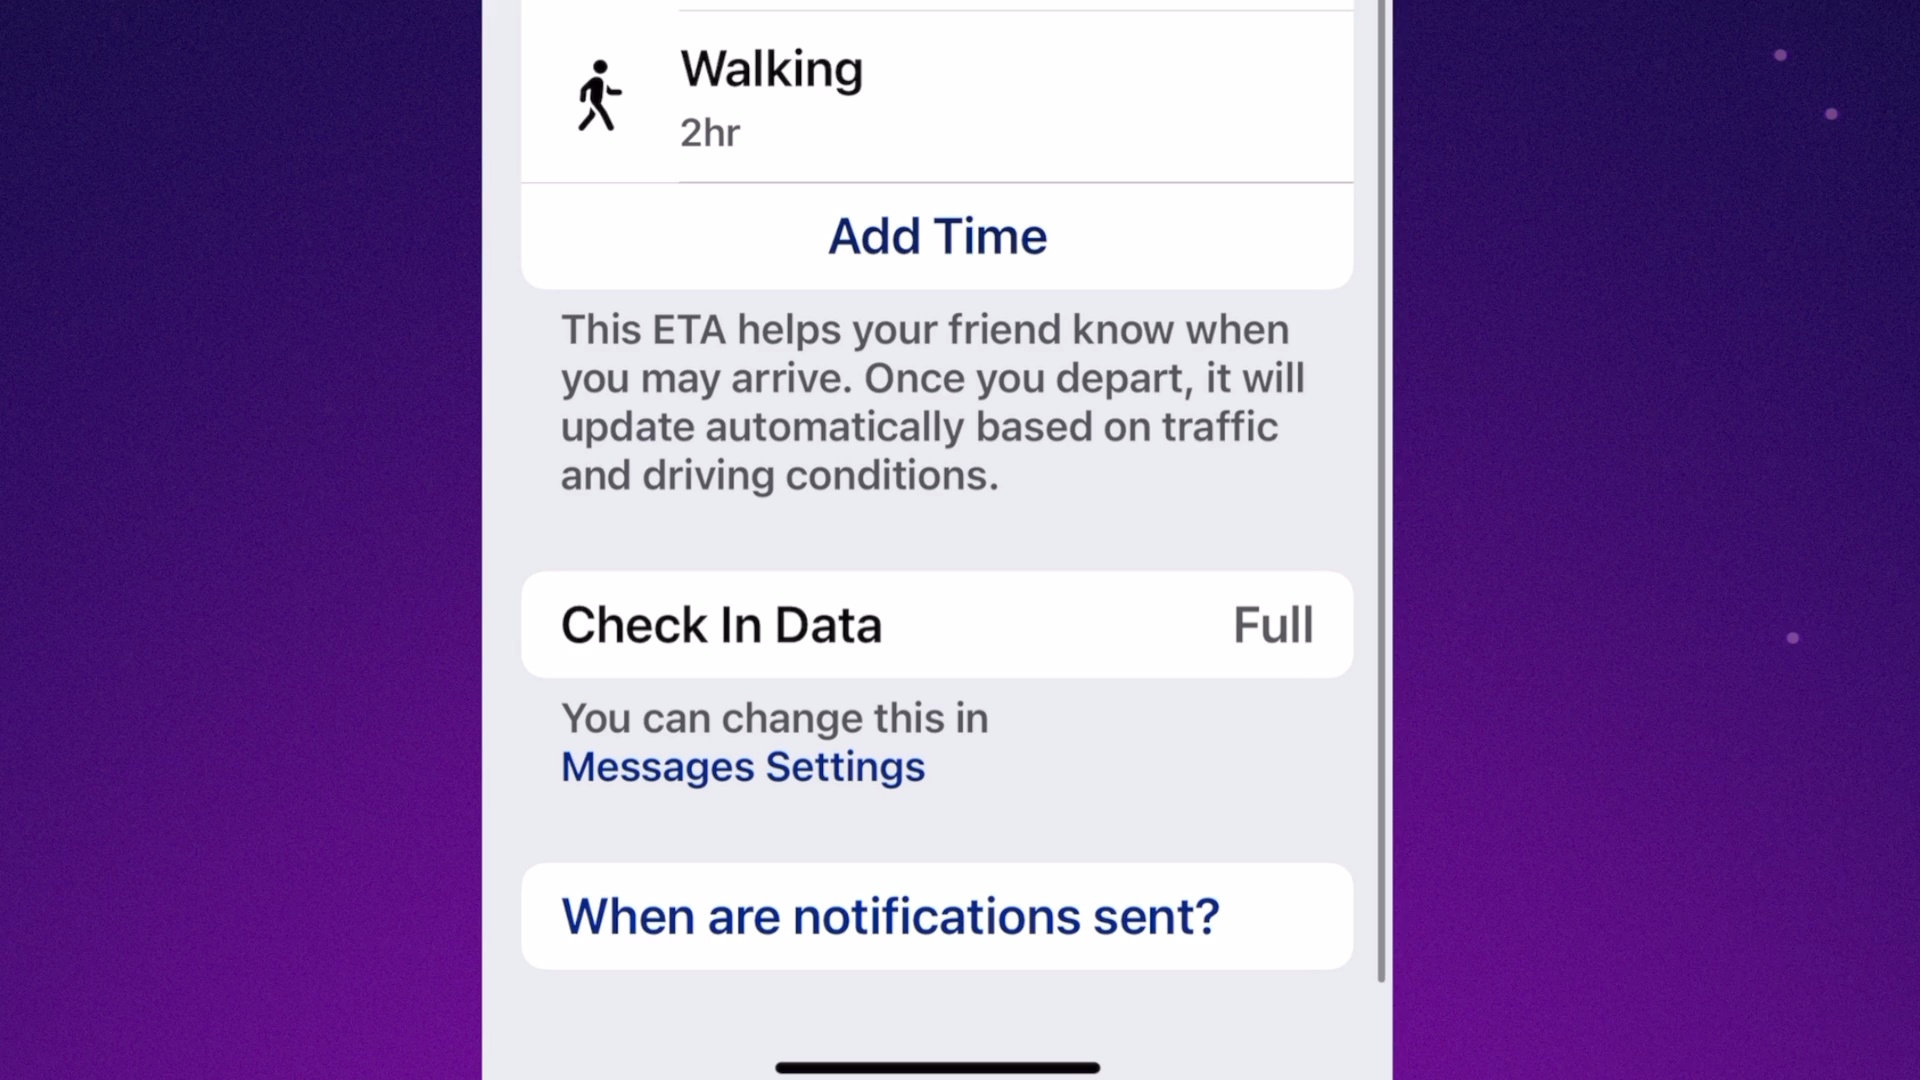 Walking
2hr
Add Time
This ETA helps your friend know when
you may arrive. Once you depart, it will
update automatically based on traffic
and driving conditions.
Check In Data Full
You can change this in
Messages Settings
When are notifications sent?